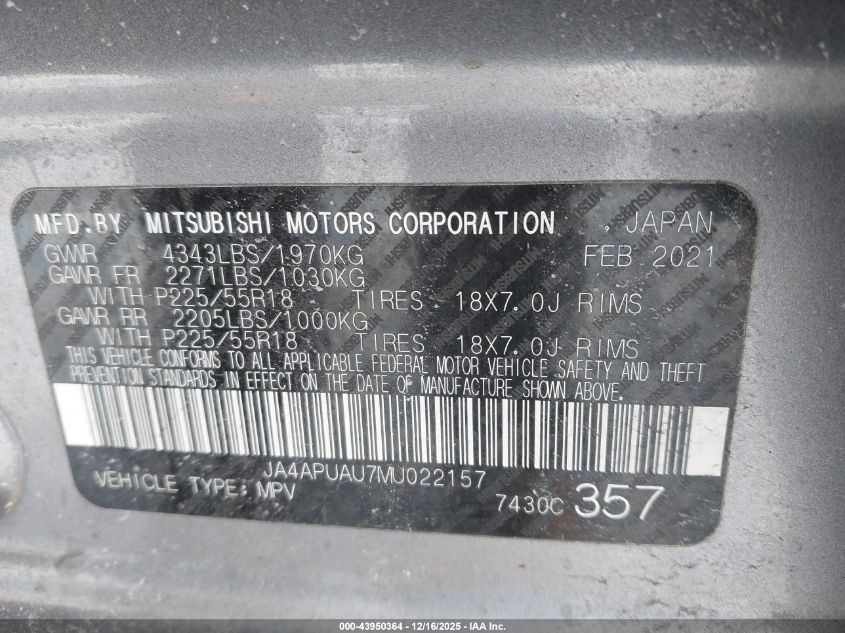 MFD.BY MITSUBISHI MOTORS CORPORATION JAPAN
GVWR 4343LBS/1970KG FEB 2021
GAWR FR 2271LBS/1030KG
WITH P225/55R18 TIRES 18X7.0J RIMS
GAWR RR 2205LBS/1000KG
WITH P225/55R18 TIRES 18X7.0J RIMS
THIS VEHICLE CONFORMS TO ALL APPLICABLE FEDERAL MOTOR VEHICLE SAFETY AND THEFT
PREVENTION STANDARDS IN EFFECT ON THE DATE OF MANUFACTURE SHOWN ABOVE.
JA4APUAU7MU022157
VEHICLE TYPE: MPV
7430C 357
000-43950364 - 12/16/2025 - IAA Inc.